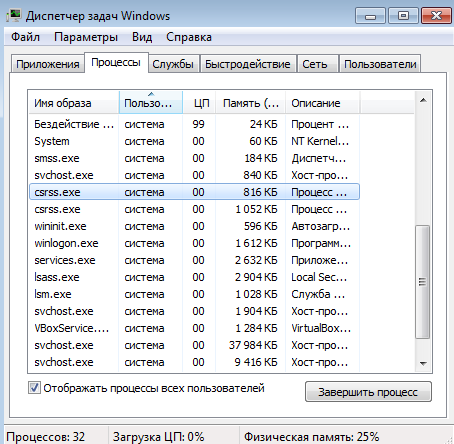 Диспетчер задач Windows
Файл Параметры Вид Справка
Приложения Процессы Службы Быстродействие Сеть Пользователи
Имя образа Пользо... ЦП Память (... Описание
Бездействие ... система 99 24 КБ Процент ...
System система 00 60 КБ NT Kernel...
smss.exe система 00 184 КБ Диспетч...
svchost.exe система 00 840 КБ Хост-про...
csrss.exe система 00 816 КБ Процесс ...
csrss.exe система 00 1 052 КБ Процесс ...
wininit.exe система 00 596 КБ Автозагр...
winlogon.exe система 00 1 612 КБ Программ...
services.exe система 00 2 632 КБ Приложе...
lsass.exe система 00 2 904 КБ Local Sec...
lsm.exe система 00 1 028 КБ Служба ...
svchost.exe система 00 1 904 КБ Хост-про...
VBoxService.... система 00 1 284 КБ VirtualBox...
svchost.exe система 00 37 984 КБ Хост-про...
svchost.exe система 00 9 416 КБ Хост-про...
Отображать процессы всех пользователей Завершить процесс
Процессов: 32 Загрузка ЦП: 0% Физическая память: 25%